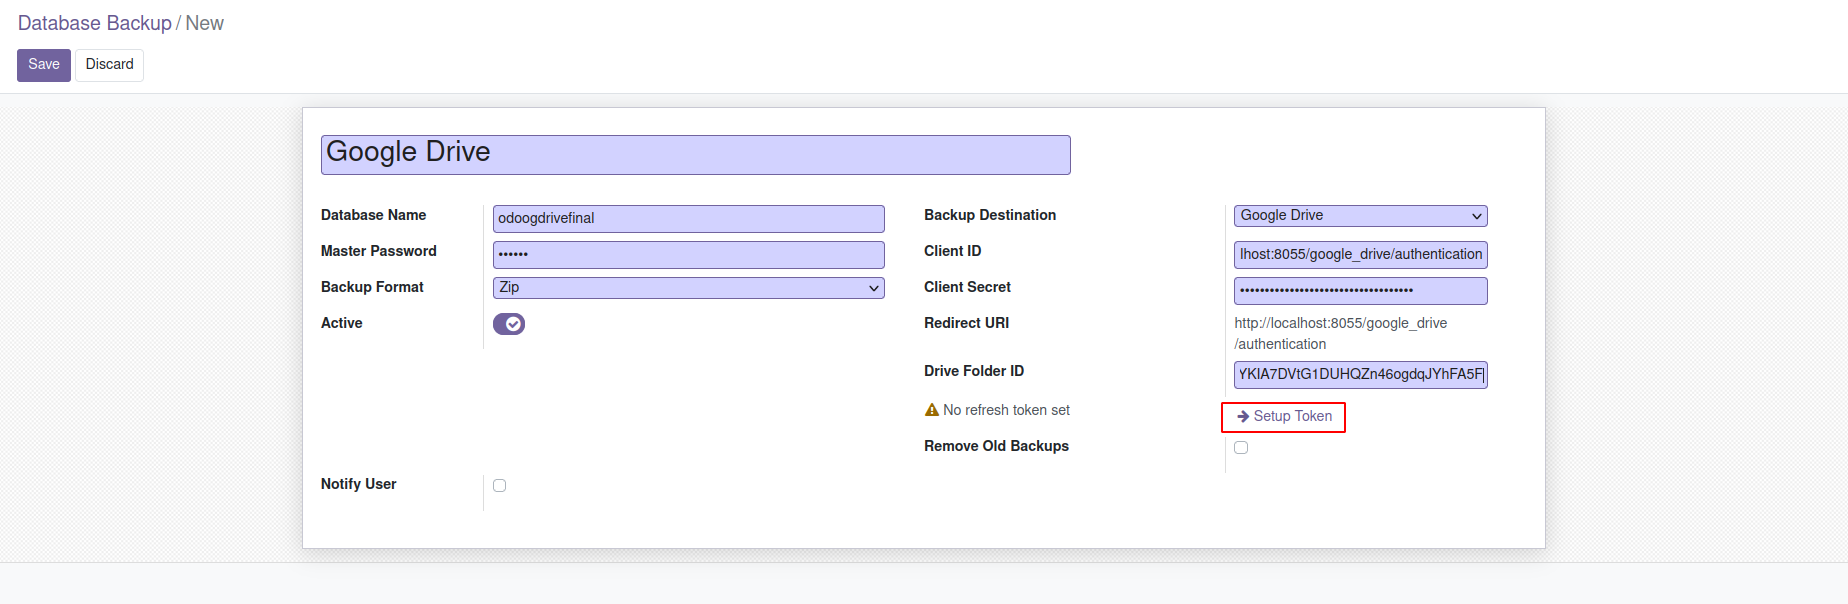 Database Backup / New
Save Discard
Google Drive
Database Name odoogdrivefinal
Master Password ••••••
Backup Format Zip
Active
Backup Destination Google Drive
Client ID lhost:8055/google_drive/authentication
Client Secret ••••••••••••••••••••••••••••••••••
Redirect URI http://localhost:8055/google_drive
/authentication
Drive Folder ID YKIA7DVtG1DUHQZn46ogdqJYhFA5F
No refresh token set Setup Token
Remove Old Backups
Notify User